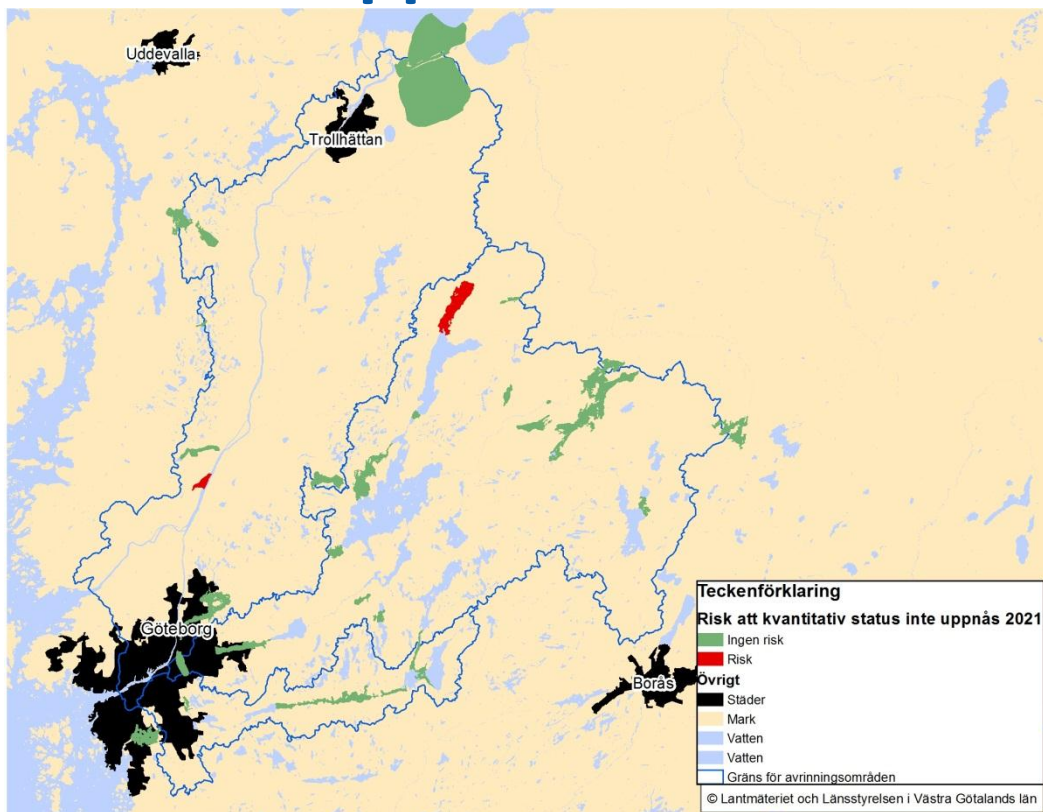 Uddevalla
Trollhättan
Göteborg
Borås
Teckenförklaring
Risk att kvantitativ status inte uppnås 2021
Ingen risk
Risk
Övrigt
Städer
Mark
Vatten
Vatten
Gräns för avrinningsområden
© Lantmäteriet och Länsstyrelsen i Västra Götalands län